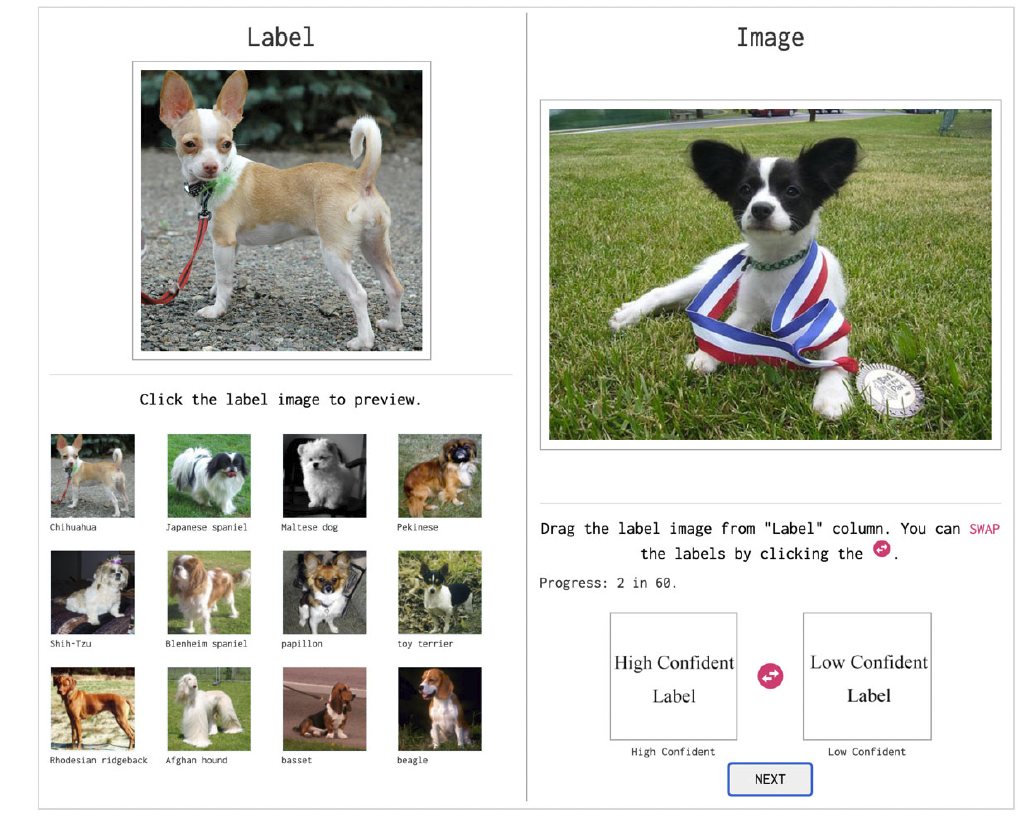 Label
Click the label image to preview.
Chihuahua
Japanese spaniel
Maltese dog
Pekinese
Shih-Tzu
Blenheim spaniel
papillon
toy terrier
Rhodesian ridgeback
Afghan hound
basset
beagle
Image
Drag the label image from "Label" column. You can SWAP
the labels by clicking the .
Progress: 2 in 60.
High Confident
Label
Low Confident
Label
High Confident
Low Confident
NEXT